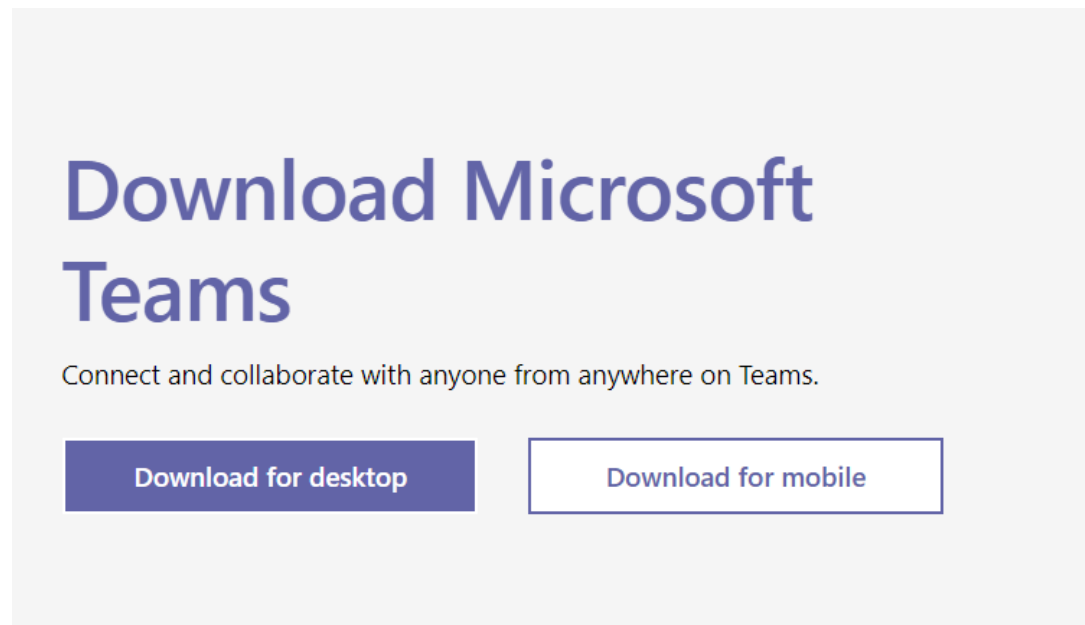 Download Microsoft
Teams
Connect and collaborate with anyone from anywhere on Teams.
Download for desktop
Download for mobile